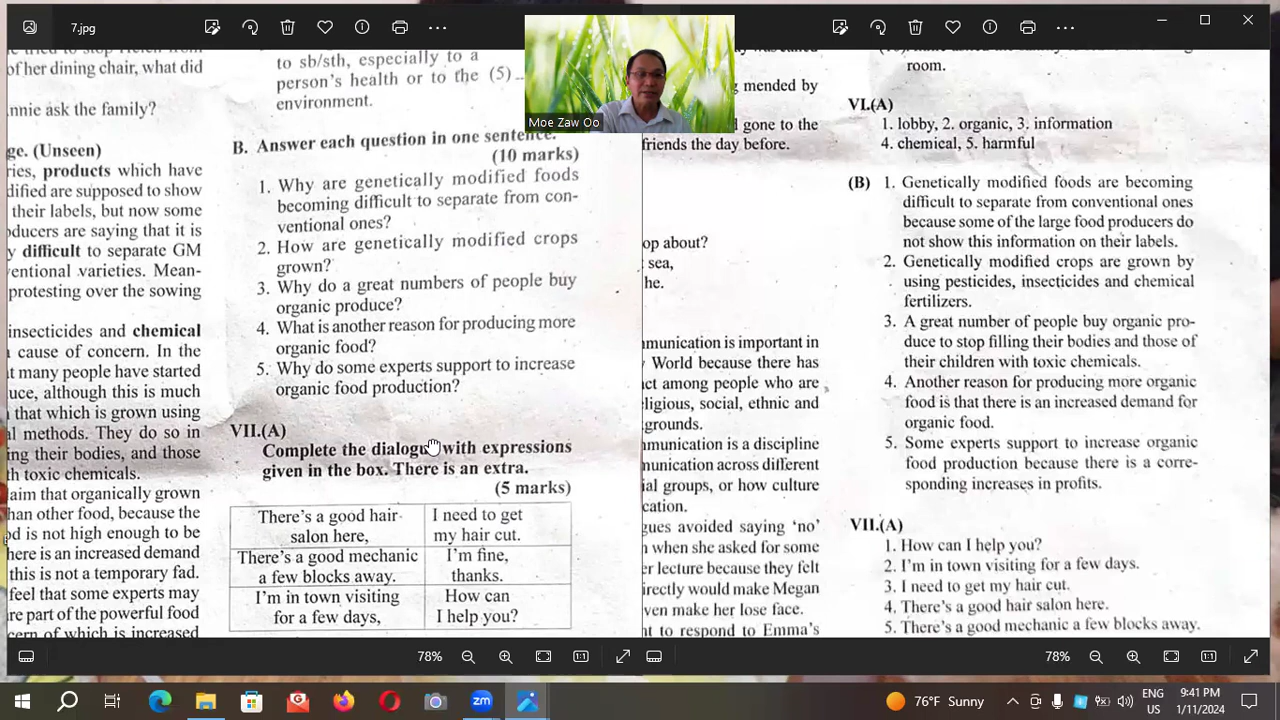 7.jpg
Moe Zaw Oo
of her dining chair, what did
nnie ask the family?
ge. (Unseen)
ries, products which have
dified are supposed to show
their labels, but now some
ducers are saying that it is
y difficult to separate GM
entional varieties. Mean-
protesting over the sowing
insecticides and chemical
cause of concern. In the
t many people have started
uce, although this is much
that which is grown using
al methods. They do so in
ing their bodies, and those
th toxic chemicals.
aim that organically grown
han other food, because the
od is not high enough to be
here is an increased demand
this is not a temporary fad.
feel that some experts may
re part of the powerful food
cern of which is increased
to sb/sth, especially to a
person's health or to the (5)
environment.
B. Answer each question in one sentence.
(10 marks)
1. Why are genetically modified foods
becoming difficult to separate from con-
ventional ones?
2. How are genetically modified crops
grown?
3. Why do a great numbers of people buy
organic produce?
4. What is another reason for producing more
organic food?
5. Why do some experts support to increase
organic food production?
VII.(A)
Complete the dialogue with expressions
given in the box. There is an extra.
(5 marks)
There's a good hair
salon here,
I need to get
my hair cut.
There's a good mechanic
a few blocks away.
I'm fine,
thanks.
I'm in town visiting
for a few days,
How can
I help you?
78%
mended by
gone to the
friends the day before.
op about?
sea,
he.
mmunication is important in
World because there has
ct among people who are
eligious, social, ethnic and
grounds.
mmunication is a discipline
munication across different
ial groups, or how culture
cation.
gues avoided saying 'no'
n when she asked for some
er lecture because they felt
irectly would make Megan
ven make her lose face.
nt to respond to Emma's
room.
VI.(A)
1. lobby, 2. organic, 3. information
4. chemical, 5. harmful
(B) 1. Genetically modified foods are becoming
difficult to separate from conventional ones
because some of the large food producers do
not show this information on their labels.
2. Genetically modified crops are grown by
using pesticides, insecticides and chemical
fertilizers.
3. A great number of people buy organic pro-
duce to stop filling their bodies and those of
their children with toxic chemicals.
4. Another reason for producing more organic
food is that there is an increased demand for
organic food.
5. Some experts support to increase organic
food production because there is a corre-
sponding increases in profits.
VII.(A)
1. How can I help you?
2. I'm in town visiting for a few days.
3. I need to get my hair cut.
4. There's a good hair salon here.
5. There's a good mechanic a few blocks away.
78%
zm
76°F Sunny
ENG
US
9:41 PM
1/11/2024